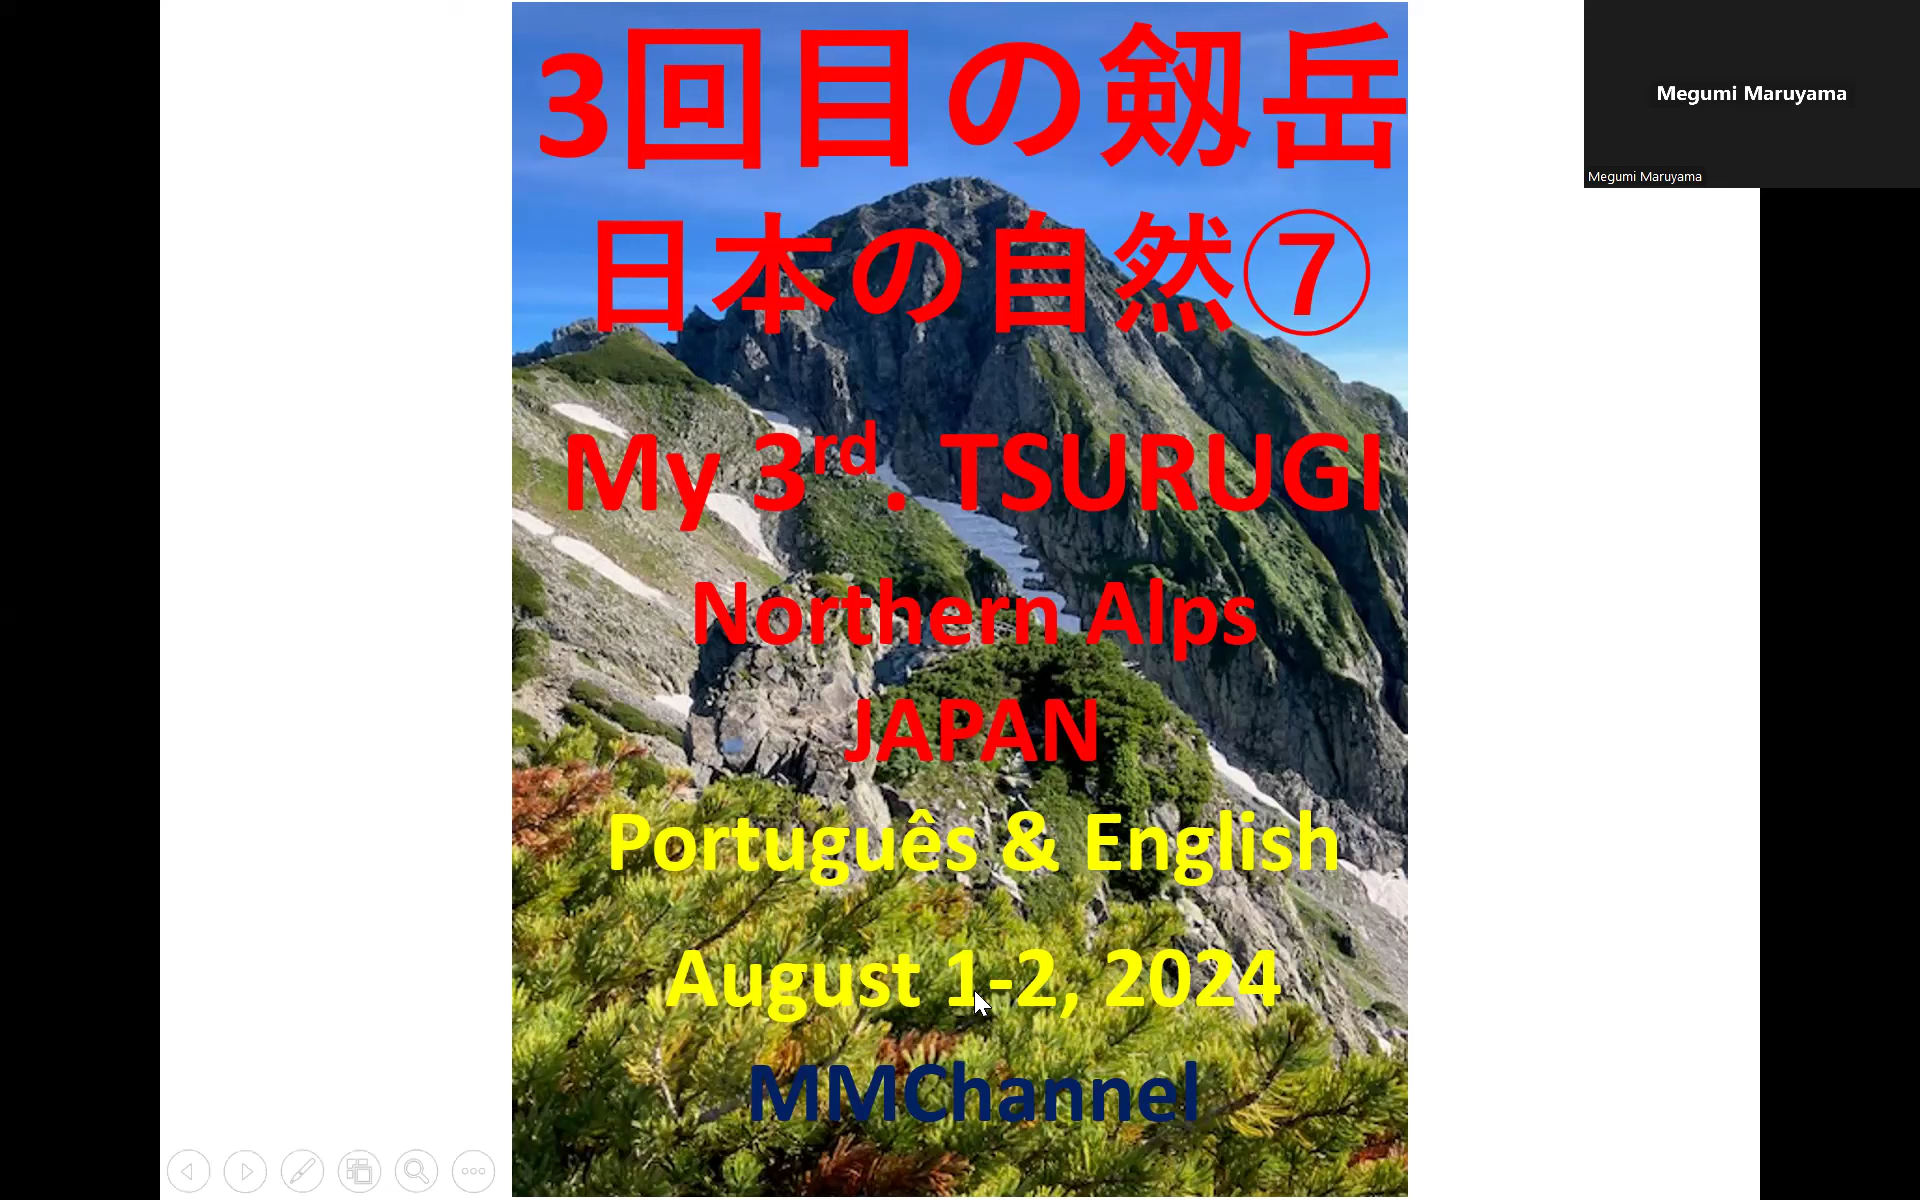 3回目の剱岳
日本の自然⑦
My 3rd. TSURUGI
Northern Alps
JAPAN
Português & English
August 1-2, 2024
MMChannel
Megumi Maruyama
Megumi Maruyama